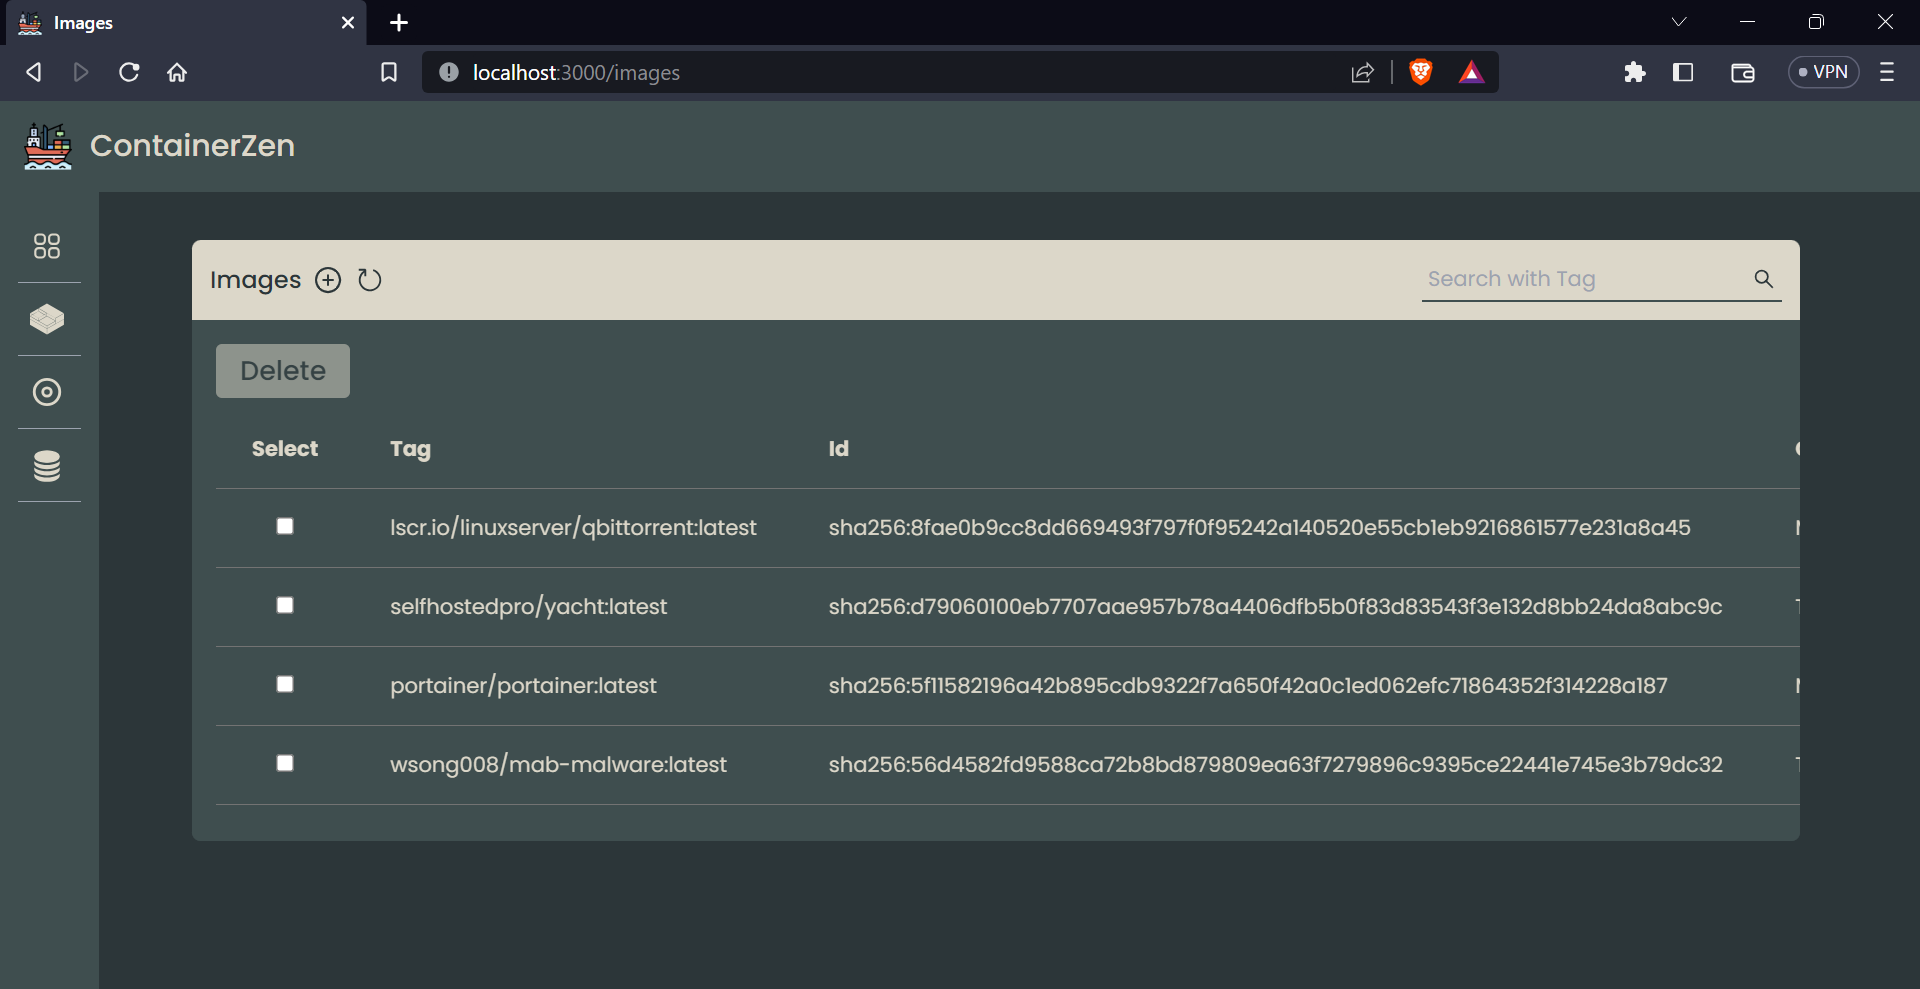 Images
localhost:3000/images
VPN
ContainerZen
Images
Search with Tag
Delete
Select Tag Id
lscr.io/linuxserver/qbittorrent:latest sha256:8fae0b9cc8dd669493f797f0f95242a140520e55cb1eb9216861577e231a8a45
selfhostedpro/yacht:latest sha256:d79060100eb7707aae957b78a4406dfb5b0f83d83543f3e132d8bb24da8abc9c
portainer/portainer:latest sha256:5f11582196a42b895cdb9322f7a650f42a0c1ed062efc71864352f314228a187
wsong008/mab-malware:latest sha256:56d4582fd9588ca72b8bd879809ea63f7279896c9395ce22441e745e3b79dc32